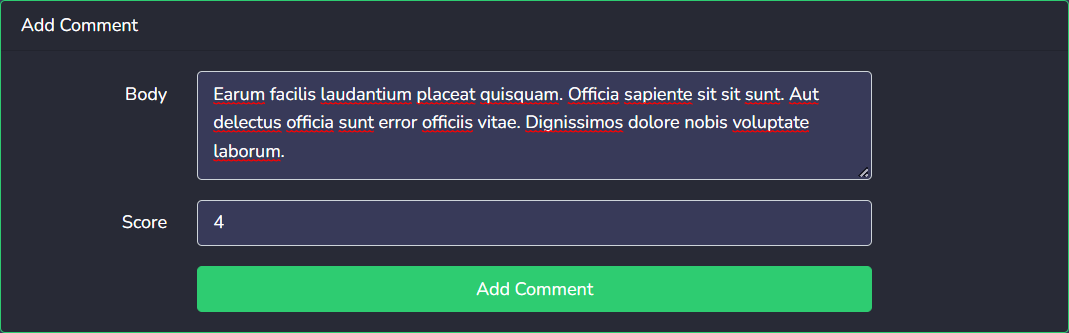 Add Comment
Body
Earum facilis laudantium placeat quisquam. Officia sapiente sit sit sunt. Aut
delectus officia sunt error officiis vitae. Dignissimos dolore nobis voluptate
laborum.
Score
4
Add Comment